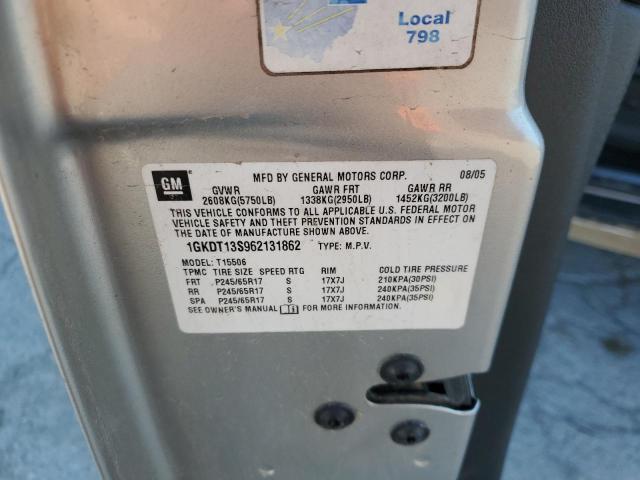 Local
798
GM
MFD BY GENERAL MOTORS CORP. 08/05
GVWR GAWR FRT GAWR RR
2608KG(5750LB) 1338KG(2950LB) 1452KG(3200LB)
THIS VEHICLE CONFORMS TO ALL APPLICABLE U.S. FEDERAL MOTOR
VEHICLE SAFETY AND THEFT PREVENTION STANDARDS IN EFFECT
ON THE DATE OF MANUFACTURE SHOWN ABOVE.
1GKDT13S962131862 TYPE: M.P.V.
MODEL: T15506
TPMC TIRE SIZE SPEED RTG RIM COLD TIRE PRESSURE
FRT P245/65R17 S 17X7J 210KPA(30PSI)
RR P245/65R17 S 17X7J 240KPA(35PSI)
SPA P245/65R17 S 17X7J 240KPA(35PSI)
SEE OWNER'S MANUAL FOR MORE INFORMATION.